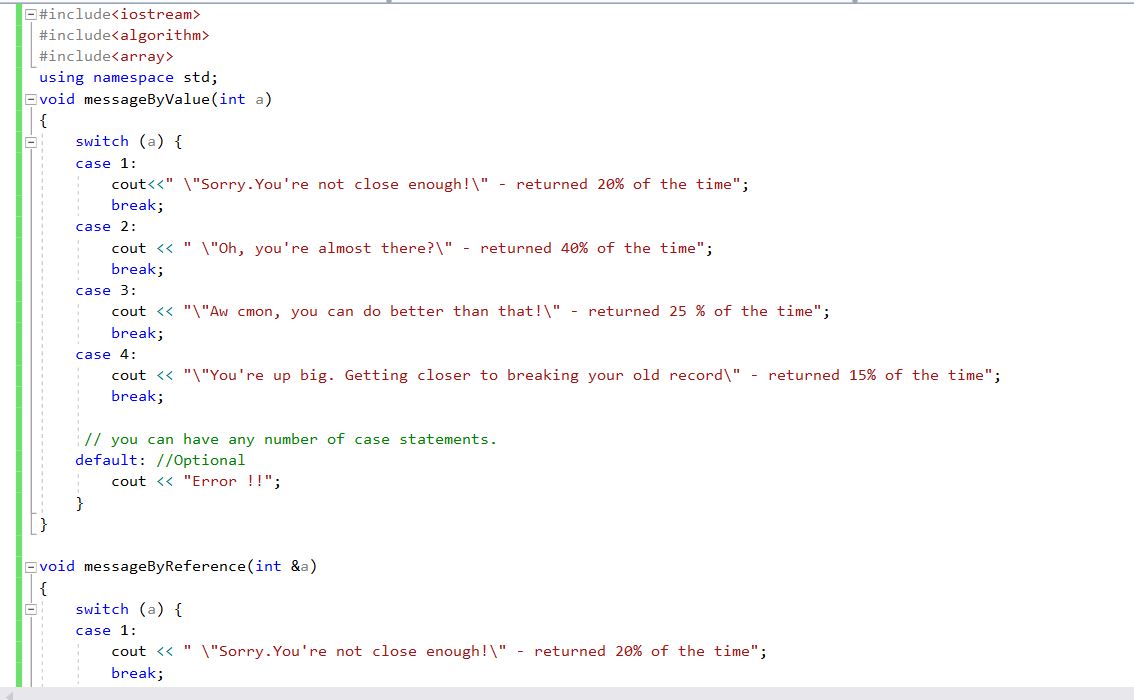 #include<iostream>
#include<algorithm>
#include<array>
using namespace std;
void messageByValue(int a)
{
switch (a) {
case 1:
cout<<" \"Sorry.You're not close enough!\" - returned 20% of the time";
break;
case 2:
cout << " \"Oh, you're almost there?\" - returned 40% of the time";
break;
case 3:
cout << "\"Aw cmon, you can do better than that!\" - returned 25 % of the time";
break;
case 4:
cout << "\"You're up big. Getting closer to breaking your old record\" - returned 15% of the time";
break;
// you can have any number of case statements.
default: //Optional
cout << "Error !!";
}
}
void messageByReference(int &a)
{
switch (a) {
case 1:
cout << " \"Sorry.You're not close enough!\" - returned 20% of the time";
break;